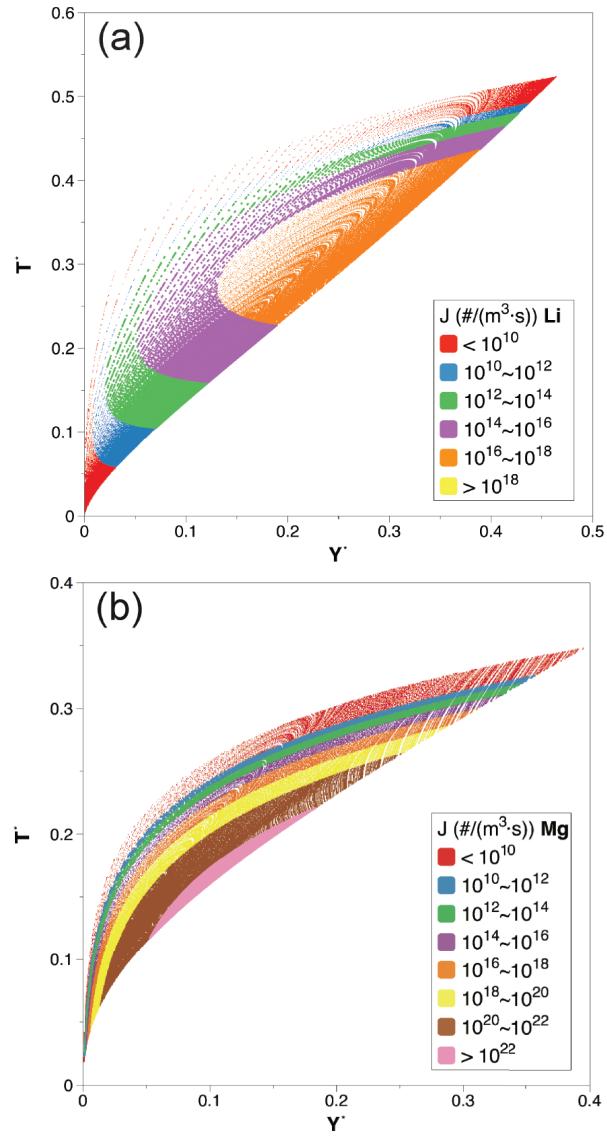 (a)
0.6
0.5
0.4
0.3
0.2
0.1
0
T*
J (#/(m³·s)) Li
< 10¹⁰
10¹⁰~10¹²
10¹²~10¹⁴
10¹⁴~10¹⁶
10¹⁶~10¹⁸
> 10¹⁸
0 0.1 0.2 0.3 0.4 0.5
Y*
(b)
0.4
0.3
0.2
0.1
0
T*
J (#/(m³·s)) Mg
< 10¹⁰
10¹⁰~10¹²
10¹²~10¹⁴
10¹⁴~10¹⁶
10¹⁶~10¹⁸
10¹⁸~10²⁰
10²⁰~10²²
> 10²²
0 0.1 0.2 0.3 0.4
Y*